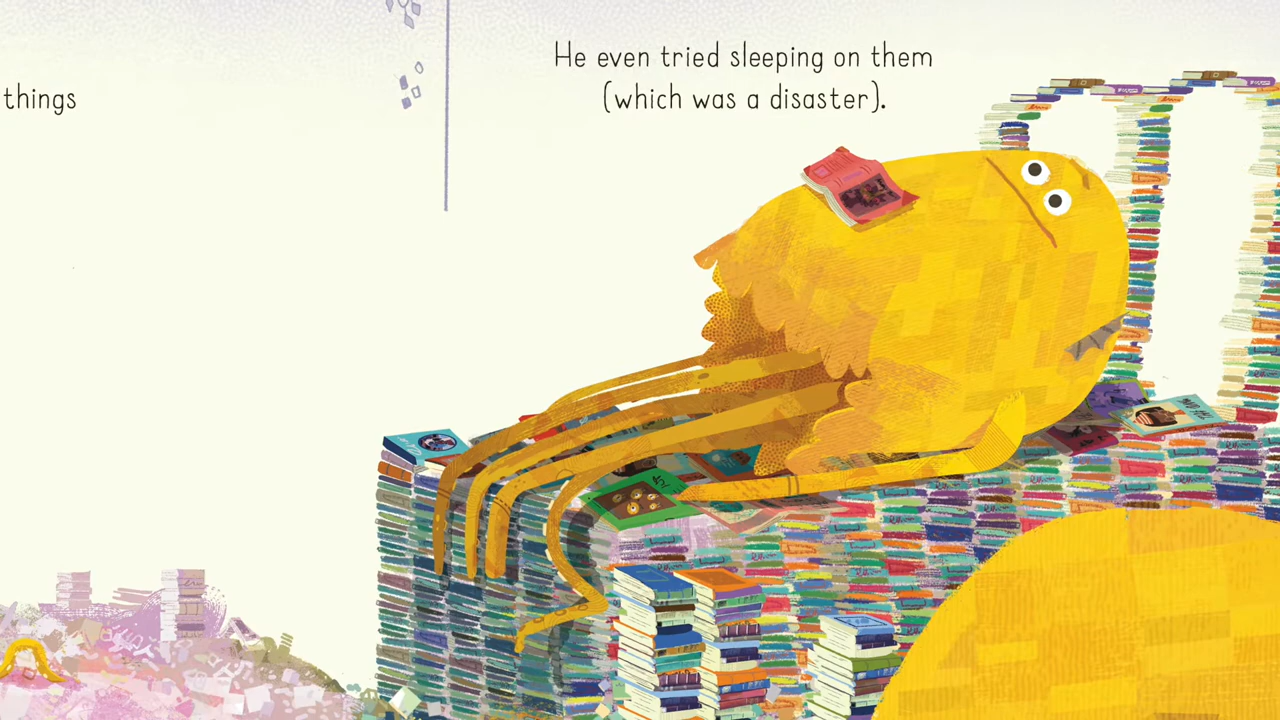 things
He even tried sleeping on them
(which was a disaster).